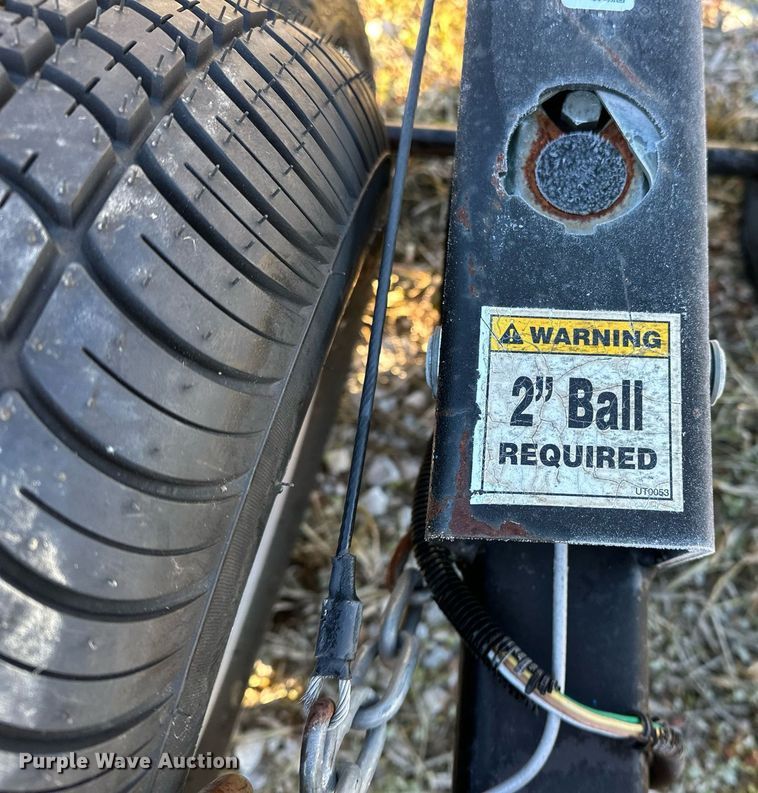 WARNING
2” Ball
REQUIRED
UT0053
Purple Wave Auction